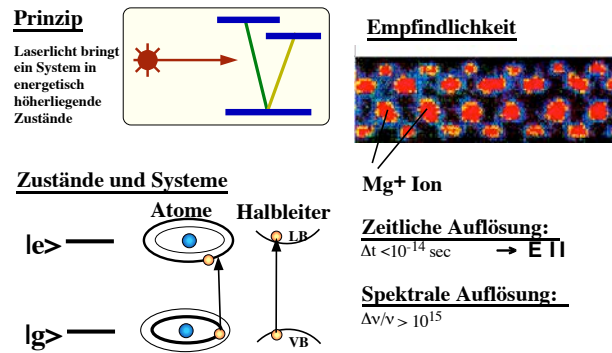 Prinzip
Laserlicht bringt
ein System in
energetisch
höherliegende
Zustände
Empfindlichkeit
Mg+ Ion
Zustände und Systeme
Atome Halbleiter
|e> LB
|g> VB
Zeitliche Auflösung:
Δt <10-14 sec → E II
Spektrale Auflösung:
Δν/ν > 1015